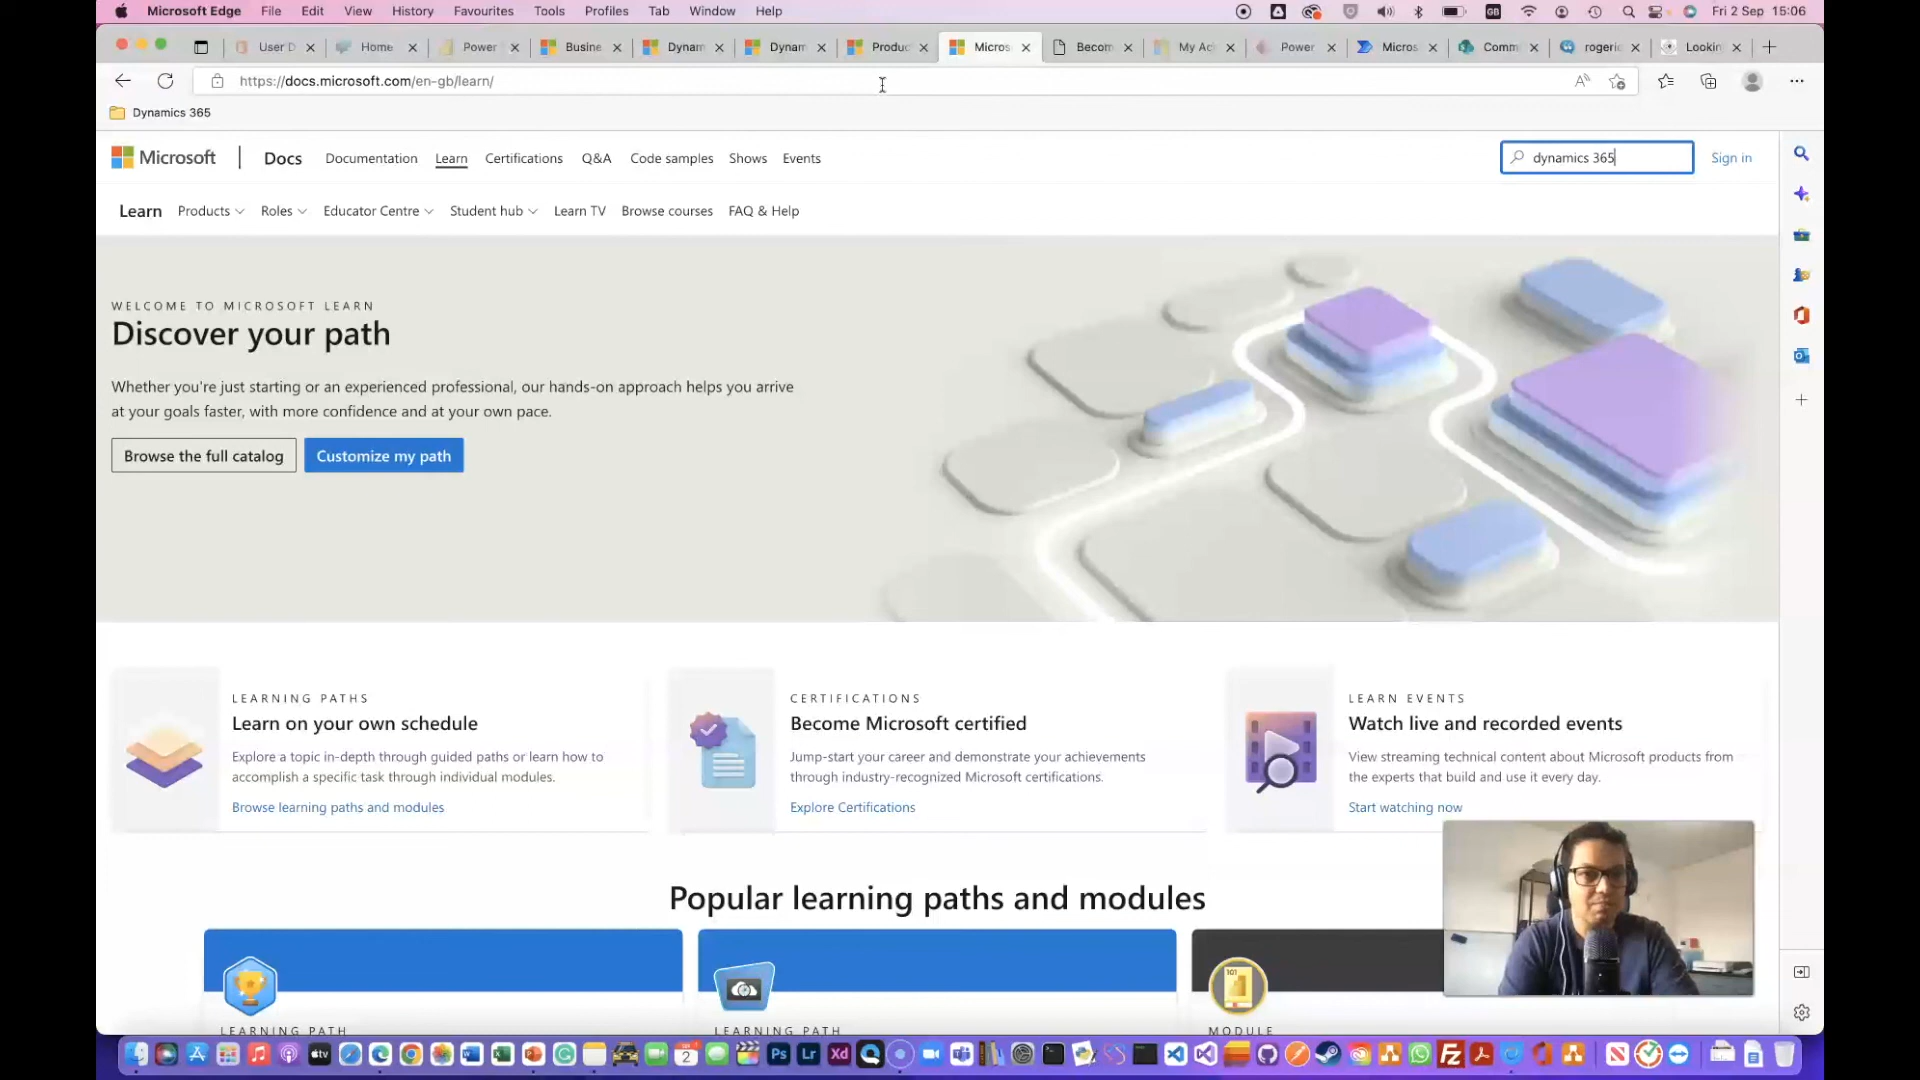 Microsoft Edge File Edit View History Favourites Tools Profiles Tab Window Help GB Fri 2 Sep 15:06
User D Home Power Busine Dynam Dynam Produc Micros Becom My Ac Power Micros Comm rogeri Lookin
https://docs.microsoft.com/en-gb/learn/
Dynamics 365
Microsoft Docs Documentation Learn Certifications Q&A Code samples Shows Events dynamics 365 Sign in
Learn Products Roles Educator Centre Student hub Learn TV Browse courses FAQ & Help
WELCOME TO MICROSOFT LEARN
Discover your path
Whether you're just starting or an experienced professional, our hands-on approach helps you arrive
at your goals faster, with more confidence and at your own pace.
Browse the full catalog Customize my path
LEARNING PATHS
Learn on your own schedule
Explore a topic in-depth through guided paths or learn how to
accomplish a specific task through individual modules.
Browse learning paths and modules
CERTIFICATIONS
Become Microsoft certified
Jump-start your career and demonstrate your achievements
through industry-recognized Microsoft certifications.
Explore Certifications
LEARN EVENTS
Watch live and recorded events
View streaming technical content about Microsoft products from
the experts that build and use it every day.
Start watching now
Popular learning paths and modules
101
LEARNING PATH LEARNING PATH MODULE
tv 2 Ps Lr Xd FZ